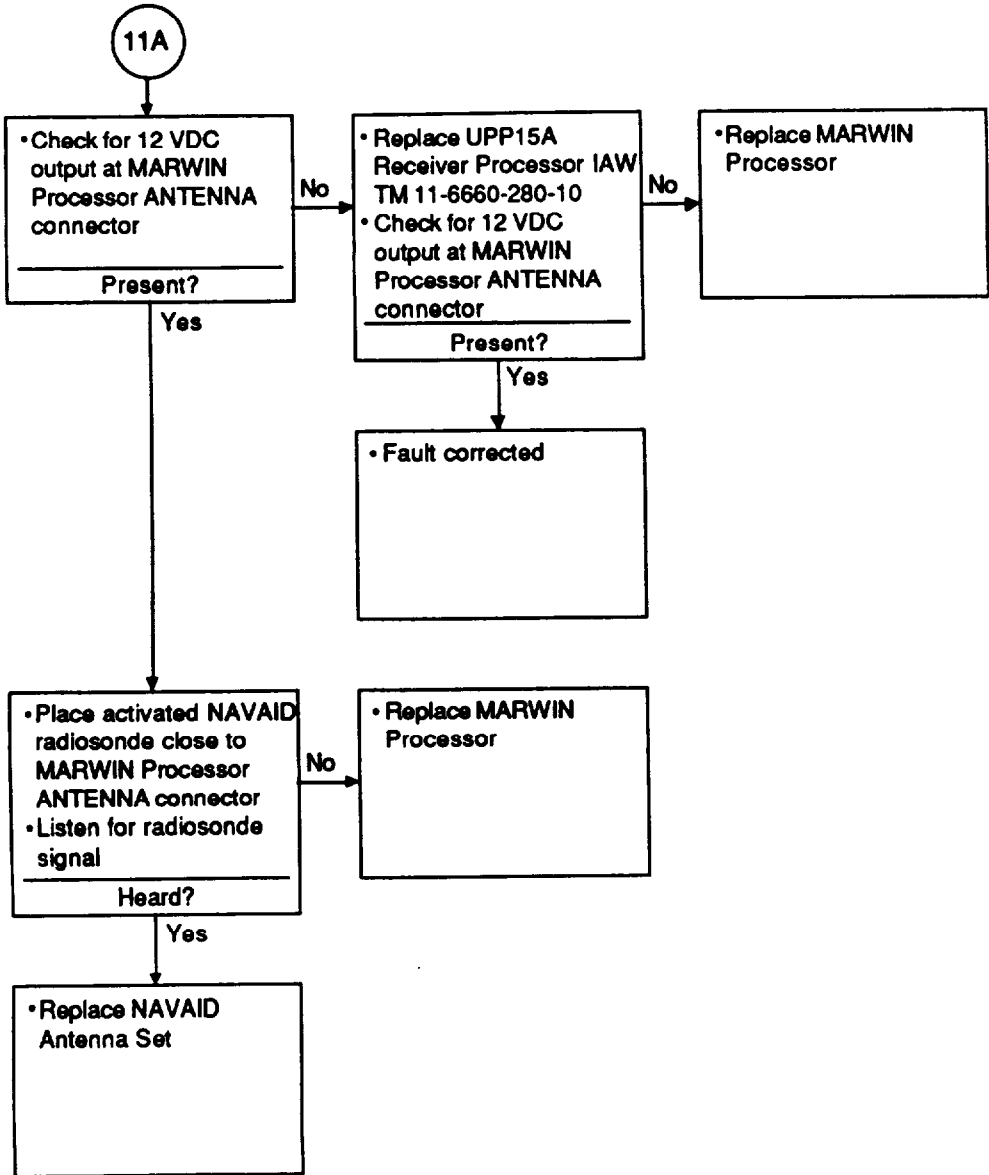 11A
•Check for 12 VDC
output at MARWIN
Processor ANTENNA
connector
Present?
No
• Replace UPP15A
Receiver Processor IAW
TM 11-6660-280-10
• Check for 12 VDC
output at MARWIN
Processor ANTENNA
connector
Present?
No
• Replace MARWIN
Processor
Yes
Yes
• Fault corrected
• Place activated NAVAID
radiosonde close to
MARWIN Processor
ANTENNA connector
• Listen for radiosonde
signal
Heard?
No
• Replace MARWIN
Processor
Yes
• Replace NAVAID
Antenna Set